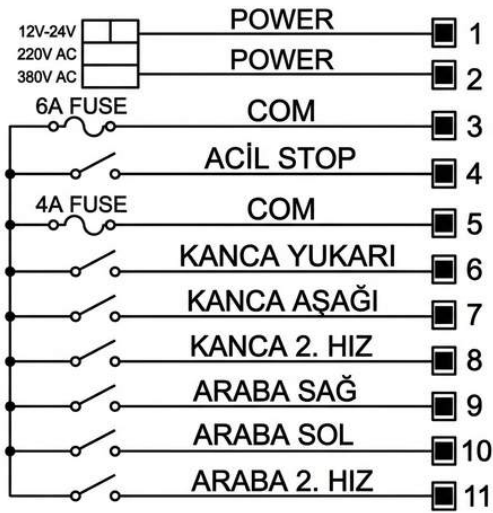 12V-24V POWER 1
220V AC
380V AC POWER 2
6A FUSE COM 3
ACİL STOP 4
4A FUSE COM 5
KANCA YUKARI 6
KANCA AŞAĞI 7
KANCA 2. HIZ 8
ARABA SAĞ 9
ARABA SOL 10
ARABA 2. HIZ 11